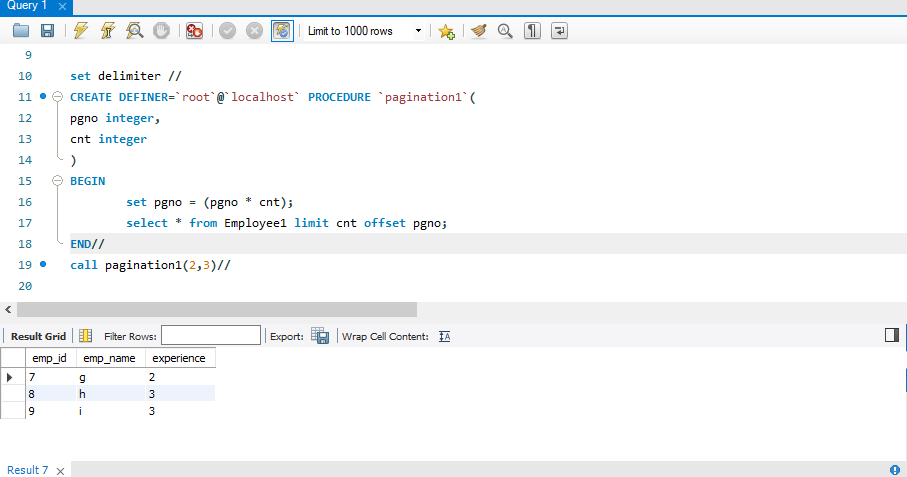 Query 1
Limit to 1000 rows
9
10 set delimiter //
11 CREATE DEFINER=`root`@`localhost` PROCEDURE `pagination1`(
12 pgno integer,
13 cnt integer
14 )
15 BEGIN
16 set pgno = (pgno * cnt);
17 select * from Employee1 limit cnt offset pgno;
18 END//
19 call pagination1(2,3)//
20
Result Grid Filter Rows: Export: Wrap Cell Content:
emp_id emp_name experience
7 g 2
8 h 3
9 i 3
Result 7